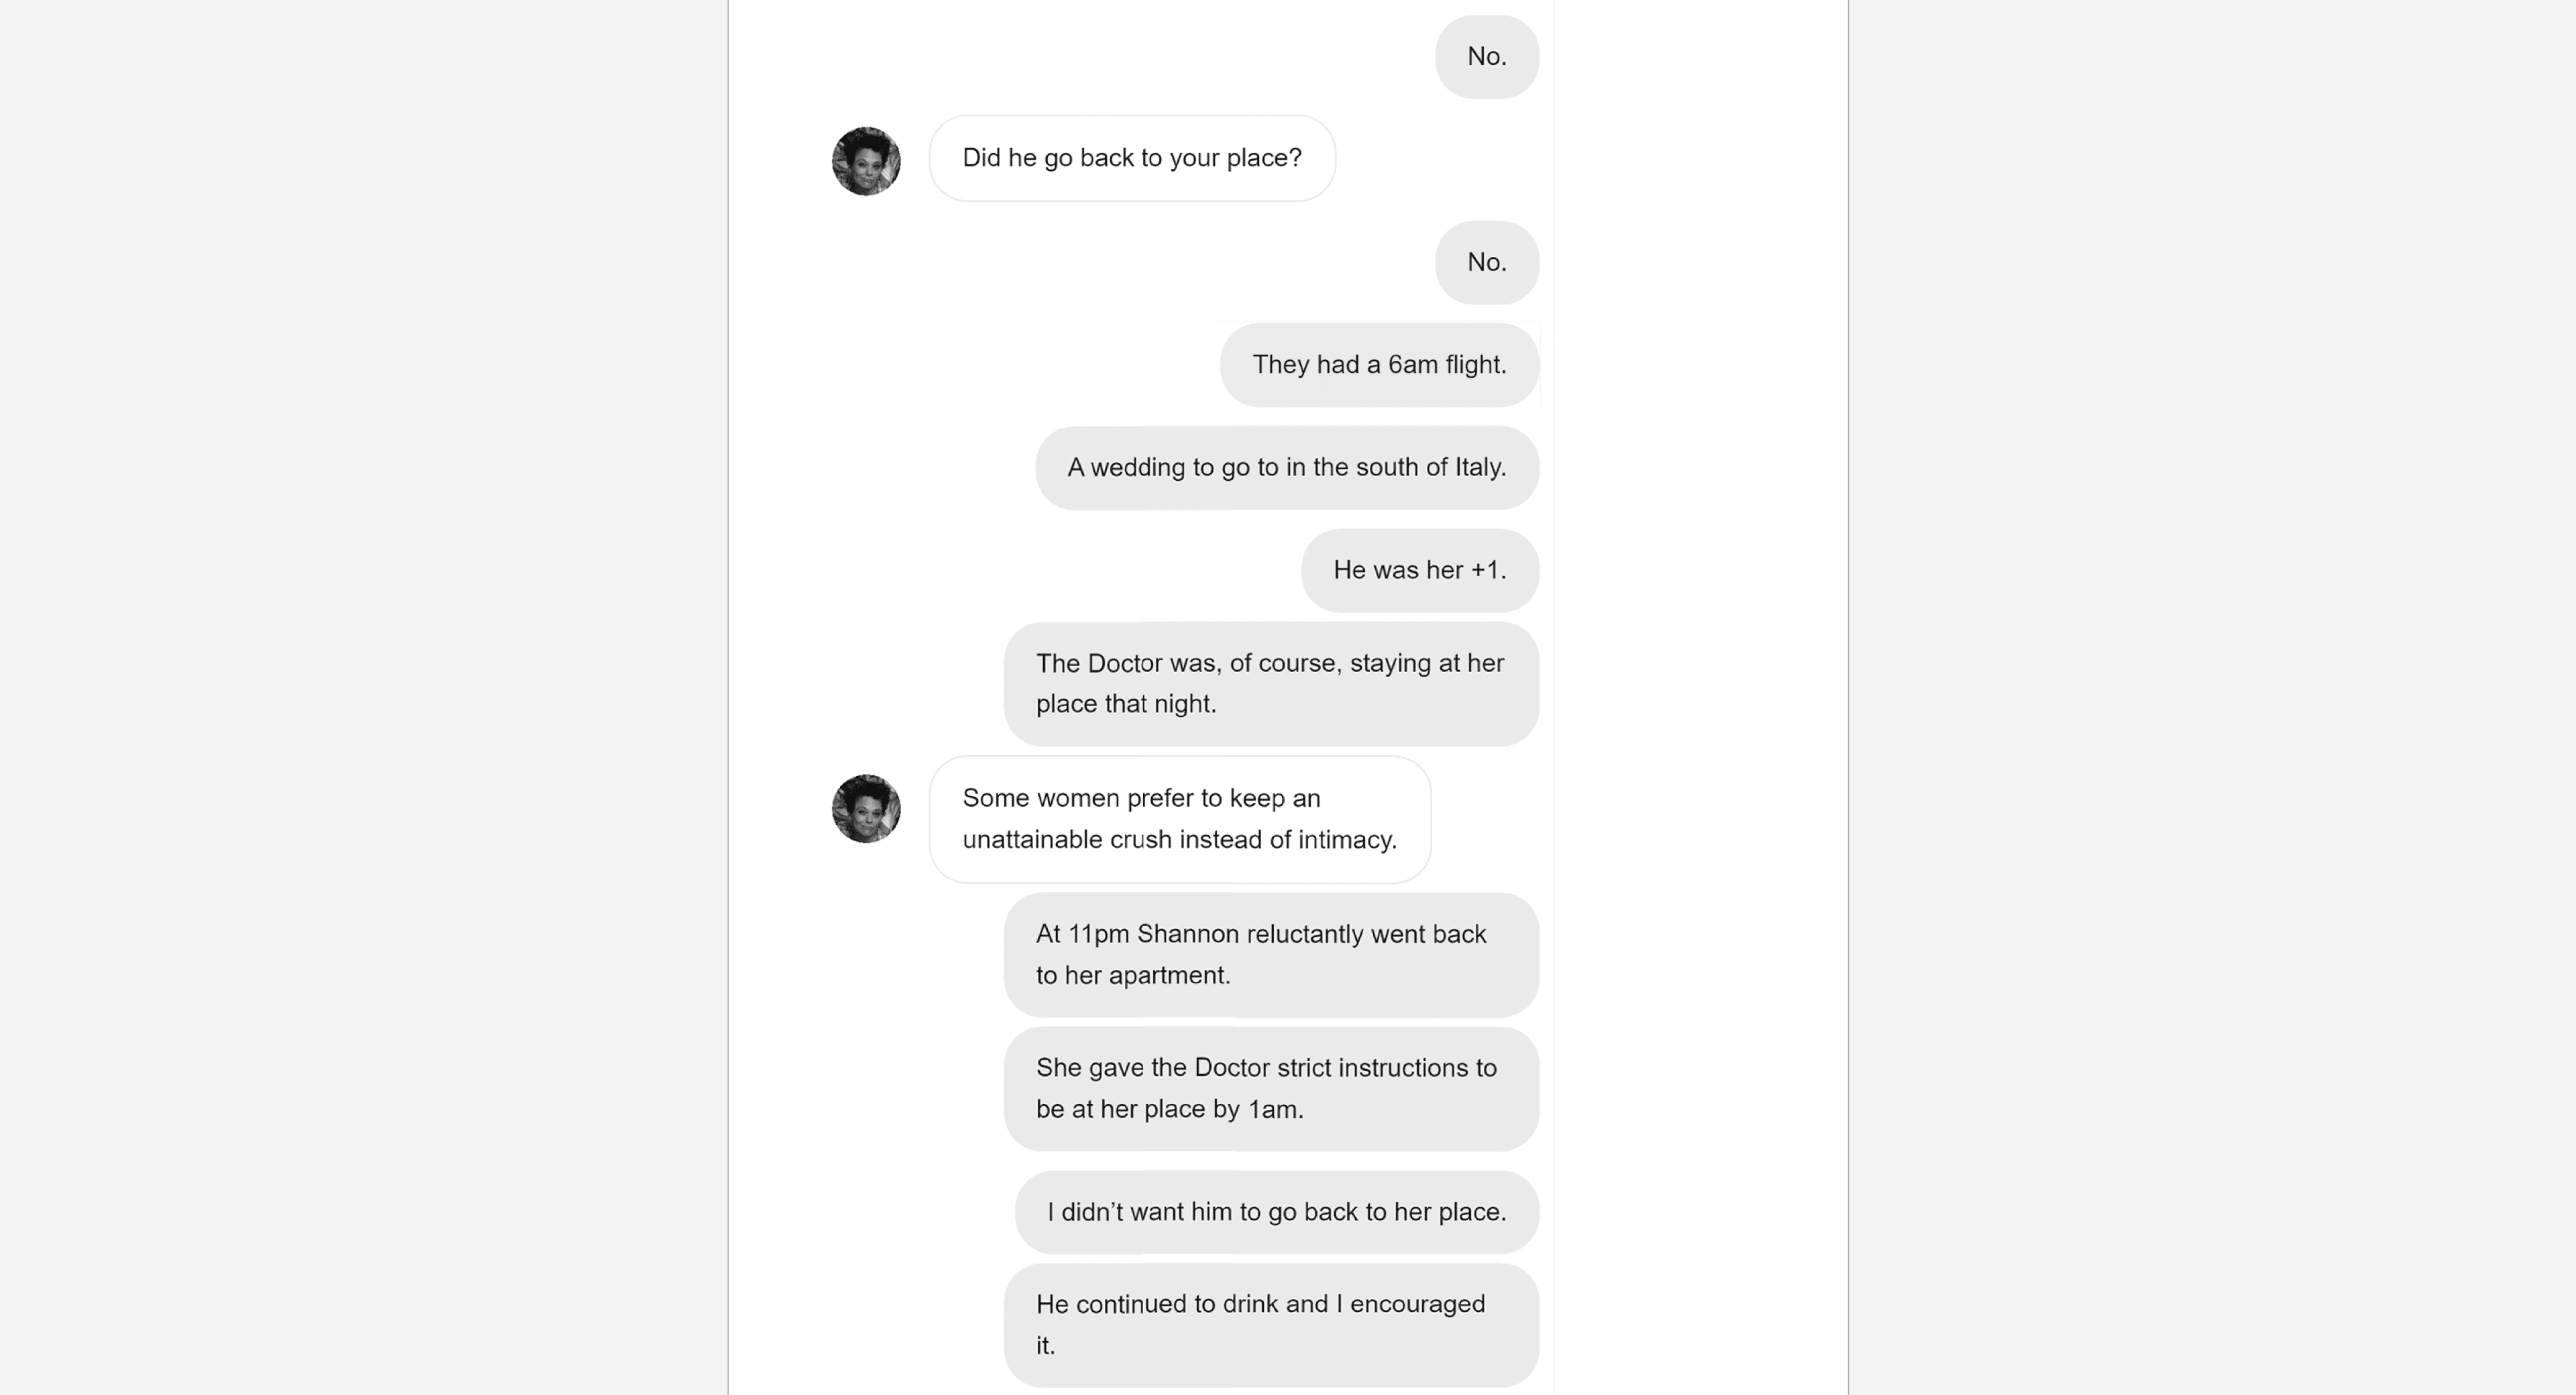 No.
Did he go back to your place?
No.
They had a 6am flight.
A wedding to go to in the south of Italy.
He was her +1.
The Doctor was, of course, staying at her
place that night.
Some women prefer to keep an
unattainable crush instead of intimacy.
At 11pm Shannon reluctantly went back
to her apartment.
She gave the Doctor strict instructions to
be at her place by 1am.
I didn’t want him to go back to her place.
He continued to drink and I encouraged
it.